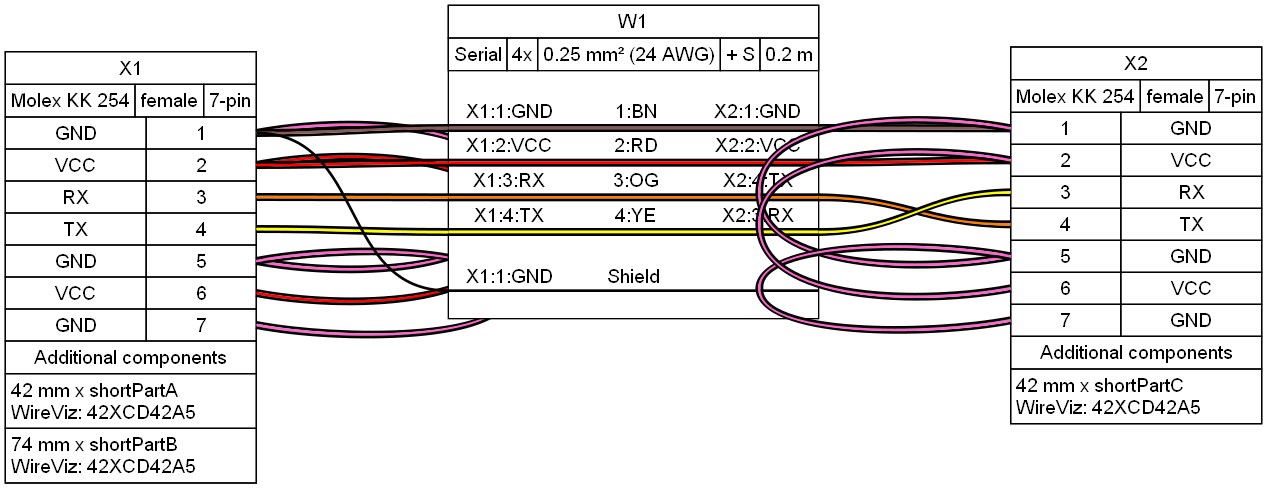 X1
Molex KK 254 female 7-pin
GND 1
VCC 2
RX 3
TX 4
GND 5
VCC 6
GND 7
Additional components
42 mm x shortPartA
WireViz: 42XCD42A5
74 mm x shortPartB
WireViz: 42XCD42A5
W1
Serial 4x 0.25 mm² (24 AWG) + S 0.2 m
X1:1:GND 1:BN X2:1:GND
X1:2:VCC 2:RD X2:2:VCC
X1:3:RX 3:OG X2:4:TX
X1:4:TX 4:YE X2:3:RX
X1:1:GND Shield
X2
Molex KK 254 female 7-pin
1 GND
2 VCC
3 RX
4 TX
5 GND
6 VCC
7 GND
Additional components
42 mm x shortPartC
WireViz: 42XCD42A5